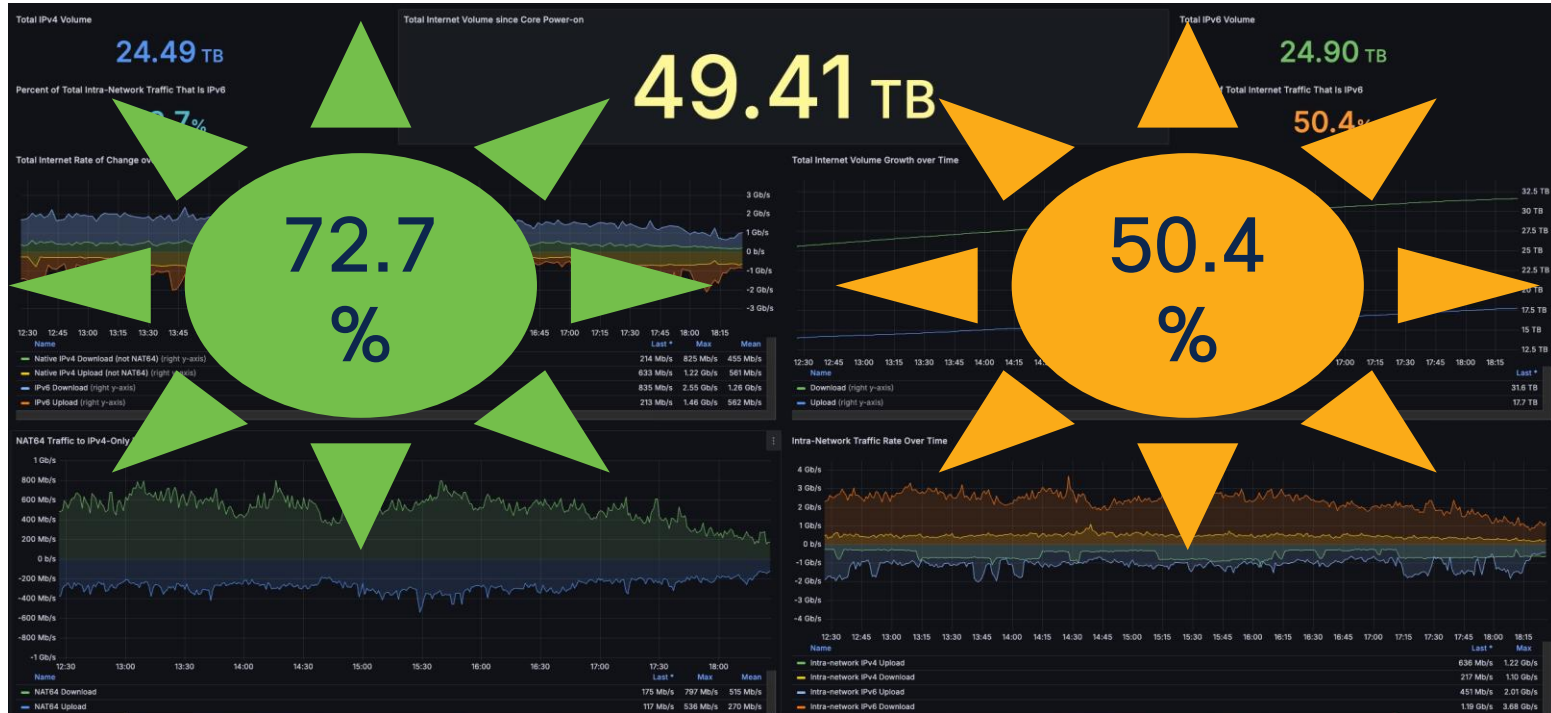 Total IPv4 Volume
24.49 TB
Percent of Total Intra-Network Traffic That Is IPv6
7%
Total Internet Volume since Core Power-on
49.41 TB
Total IPv6 Volume
24.90 TB
Total Internet Traffic That Is IPv6
50.4%
Total Internet Rate of Change
3 Gb/s
2 Gb/s
1 Gb/s
0 b/s
-1 Gb/s
-2 Gb/s
-3 Gb/s
12:30 12:45 13:00 13:15 13:30 13:45 16:45 17:00 17:15 17:30 17:45 18:00 18:15
Name Last * Max Mean
Native IPv4 Download (not NAT64) (right y-axis) 214 Mb/s 825 Mb/s 455 Mb/s
Native IPv4 Upload (not NAT64) (right y-axis) 633 Mb/s 1.22 Gb/s 561 Mb/s
IPv6 Download (right y-axis) 835 Mb/s 2.55 Gb/s 1.26 Gb/s
IPv6 Upload (right y-axis) 213 Mb/s 1.46 Gb/s 562 Mb/s
72.7
%
Total Internet Volume Growth over Time
32.5 TB
30 TB
27.5 TB
25 TB
22.5 TB
20 TB
17.5 TB
15 TB
12.5 TB
12:30 12:45 13:00 13:15 13:30 13:45 14:00 14:15 17:00 17:15 17:30 17:45 18:00 18:15
Name Last *
Download (right y-axis) 31.6 TB
Upload (right y-axis) 17.7 TB
50.4
%
NAT64 Traffic to IPv4-Only
1 Gb/s
800 Mb/s
600 Mb/s
400 Mb/s
200 Mb/s
0 b/s
-200 Mb/s
-400 Mb/s
-600 Mb/s
-800 Mb/s
-1 Gb/s
12:30 13:00 13:30 14:00 14:30 15:00 15:30 16:00 16:30 17:00 17:30 18:00
Name Last * Max Mean
NAT64 Download 175 Mb/s 797 Mb/s 515 Mb/s
NAT64 Upload 117 Mb/s 536 Mb/s 270 Mb/s
Intra-Network Traffic Rate Over Time
4 Gb/s
3 Gb/s
2 Gb/s
1 Gb/s
0 b/s
-1 Gb/s
-2 Gb/s
-3 Gb/s
-4 Gb/s
12:30 12:45 13:00 13:15 13:30 13:45 14:00 14:15 14:30 14:45 15:00 15:15 15:30 15:45 16:00 16:15 16:30 16:45 17:00 17:15 17:30 17:45 18:00 18:15
Name Last * Max
Intra-network IPv4 Upload 636 Mb/s 1.22 Gb/s
Intra-network IPv4 Download 217 Mb/s 1.10 Gb/s
Intra-network IPv6 Upload 451 Mb/s 2.01 Gb/s
Intra-network IPv6 Download 1.19 Gb/s 3.68 Gb/s